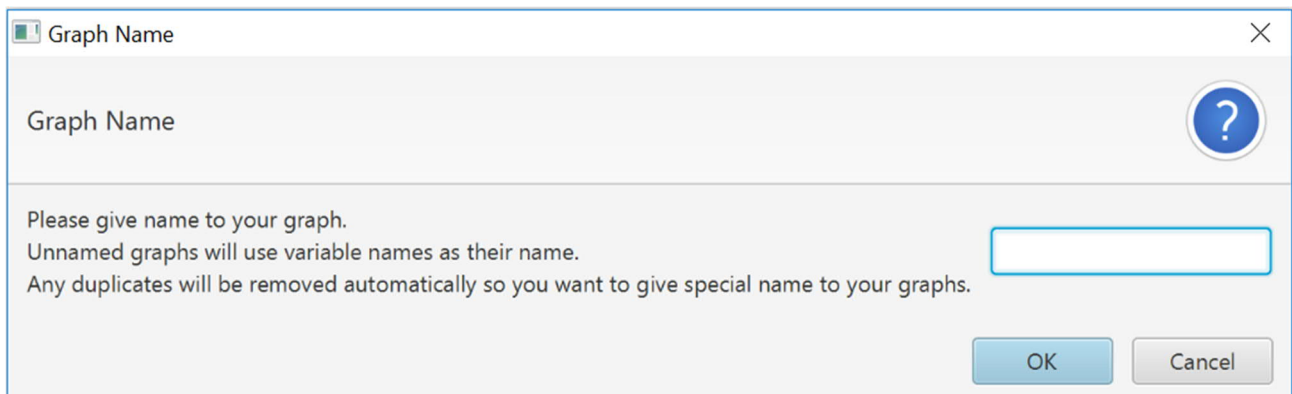 Graph Name
Graph Name
?
Please give name to your graph.
Unnamed graphs will use variable names as their name.
Any duplicates will be removed automatically so you want to give special name to your graphs.
OK Cancel